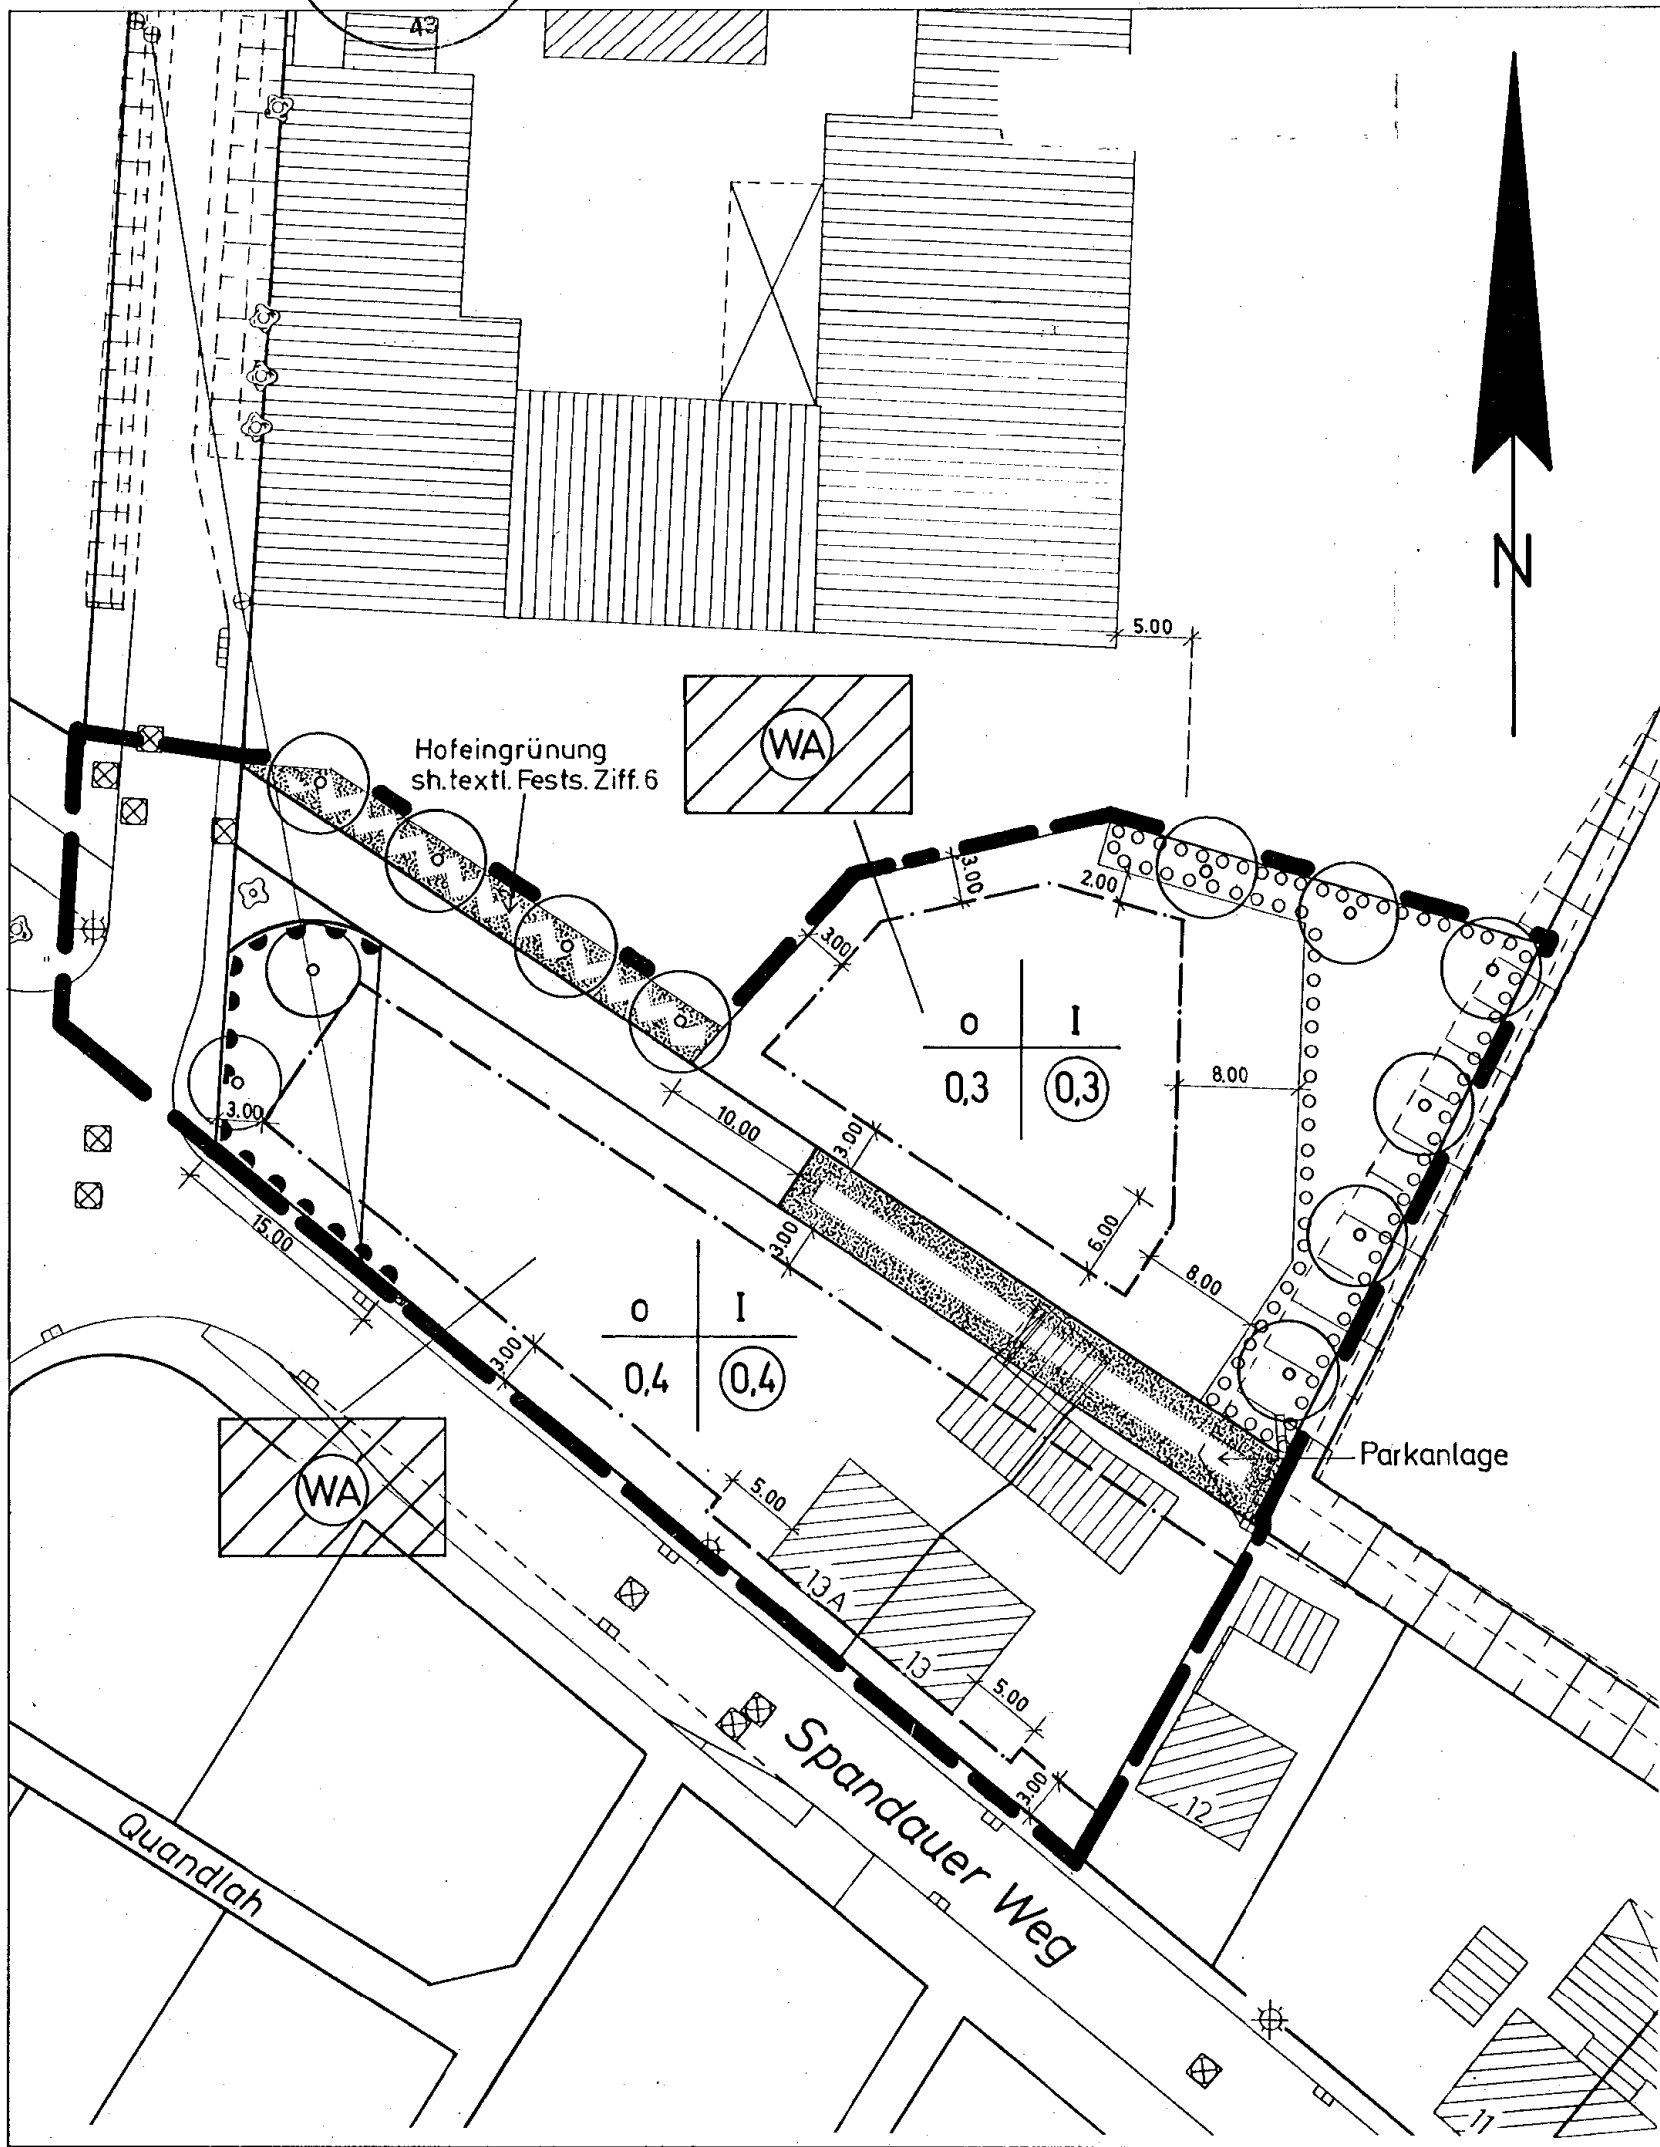 43
N
5.00
WA
Hofeingrünung
sh. textl. Fests. Ziff. 6
3.00
2.00
3.00
o I
0,3 0,3
8.00
3.00
10.00
3.00
6.00
15.00
3.00
8.00
o I
0,4 0,4
3.00
WA
Parkanlage
5.00
13A
13
5.00
3.00
12
Spandauer Weg
Quandlah
11